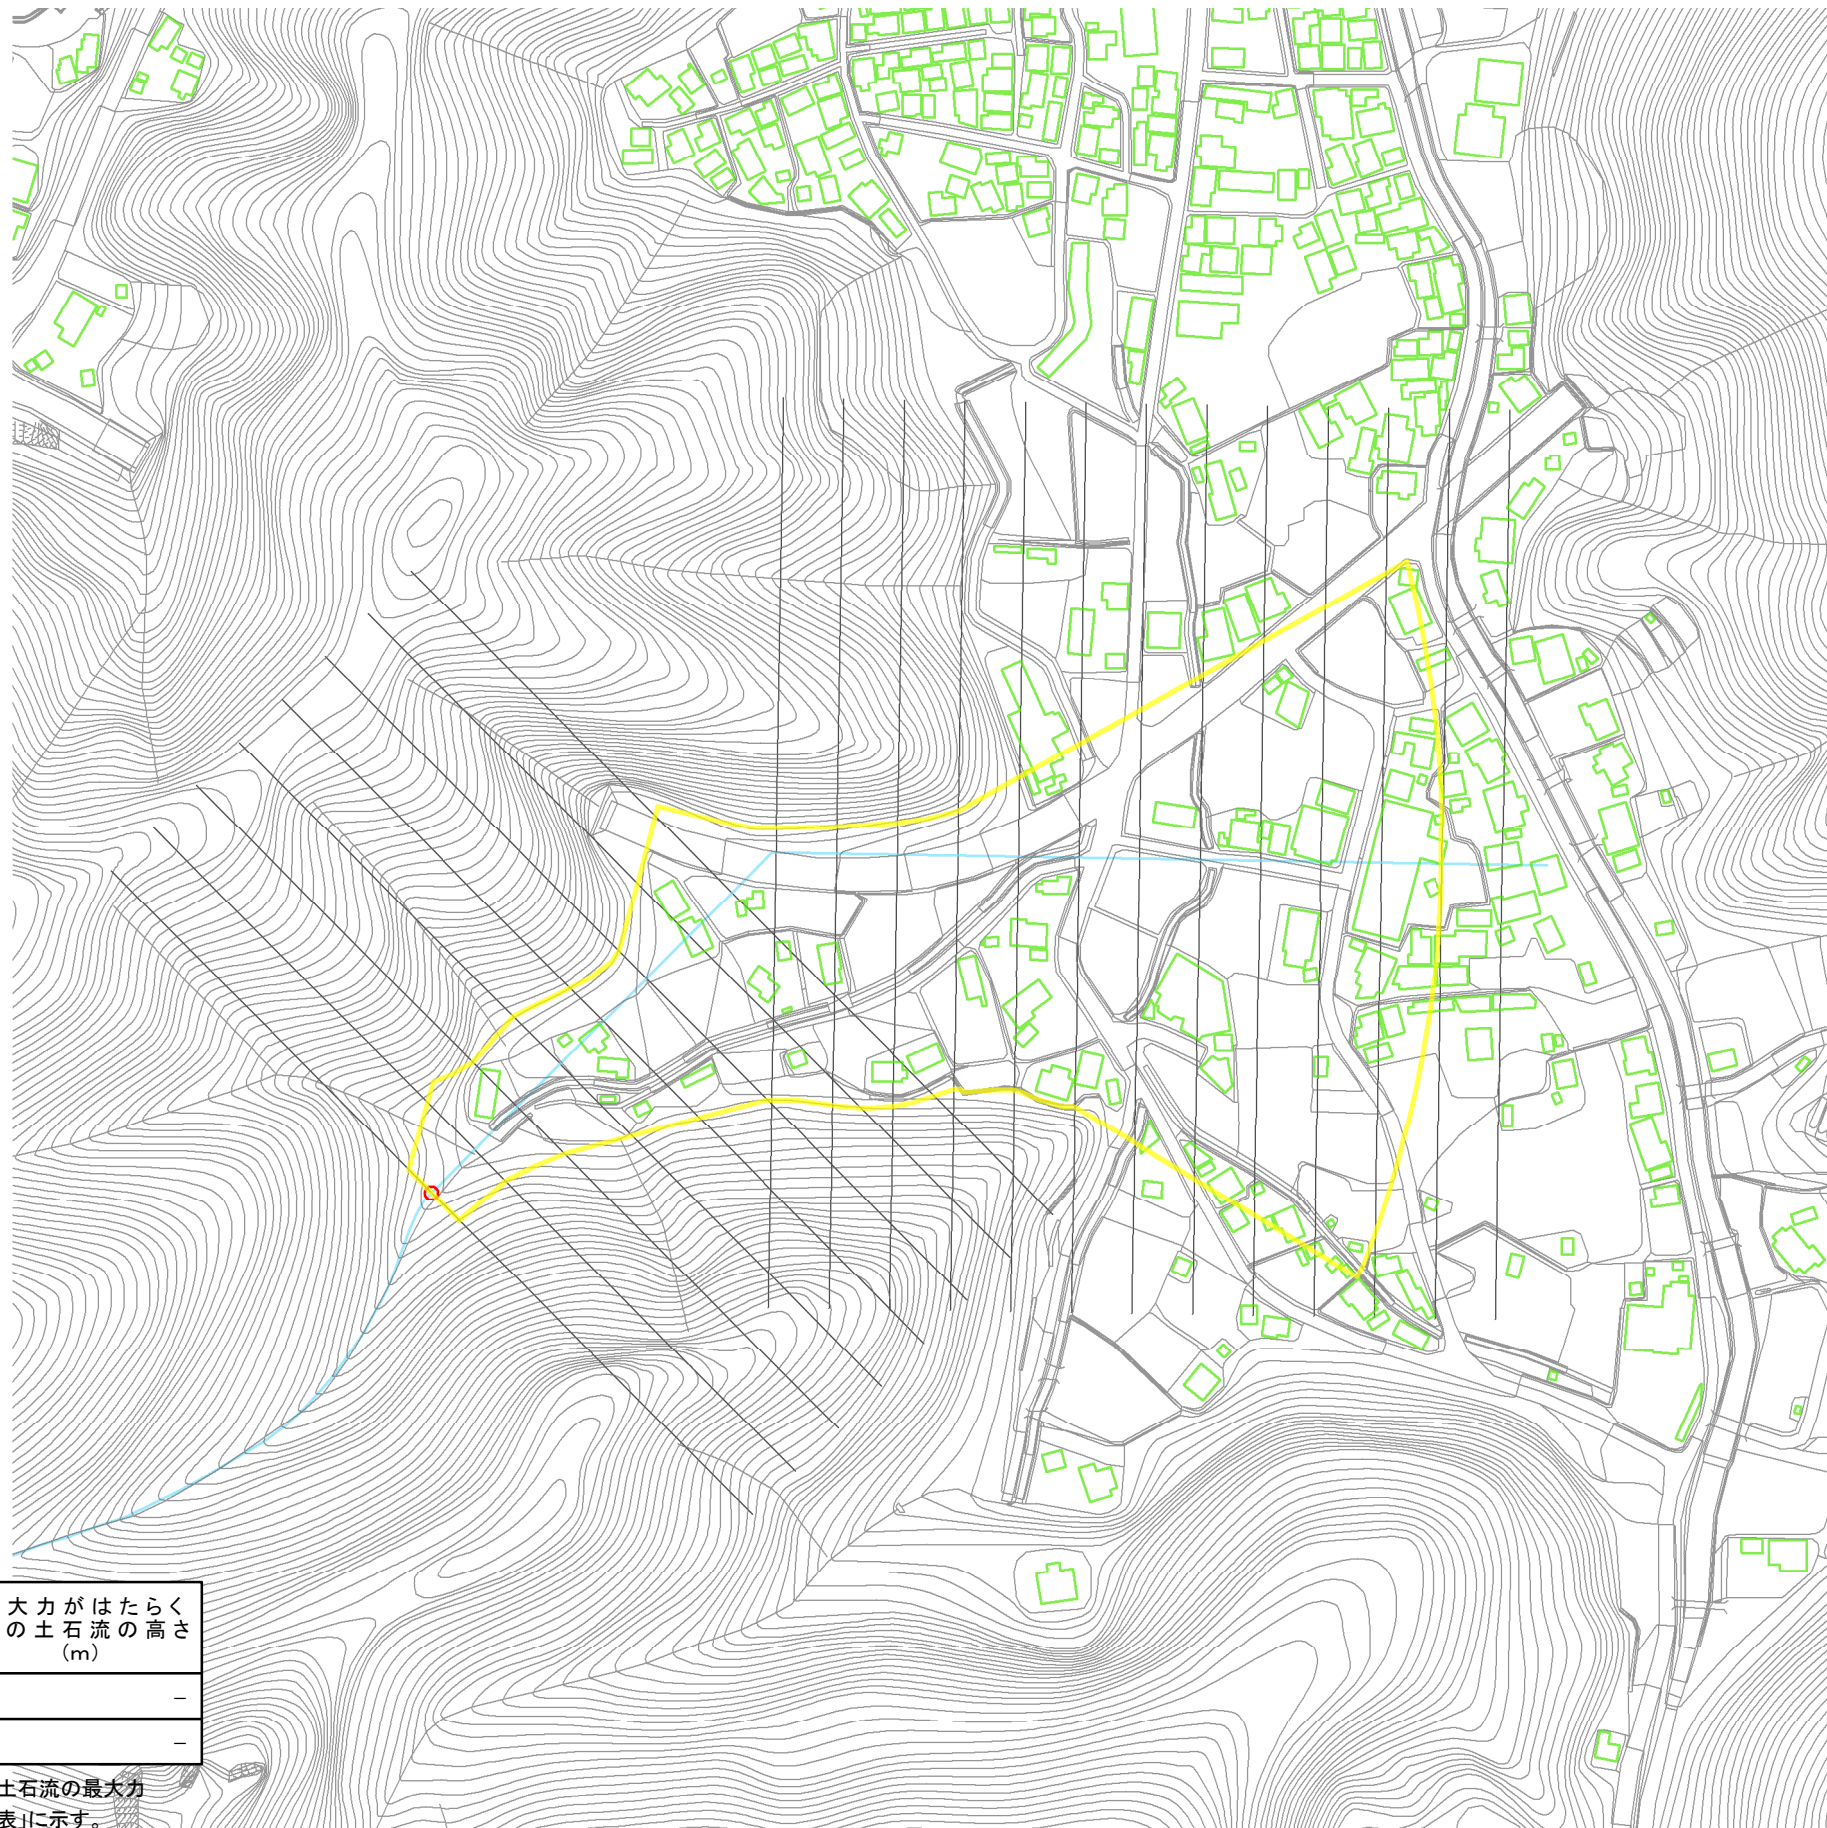 大力がはたらく
の土石流の高さ
(m)
−
−
土石流の最大力
表」に示す。